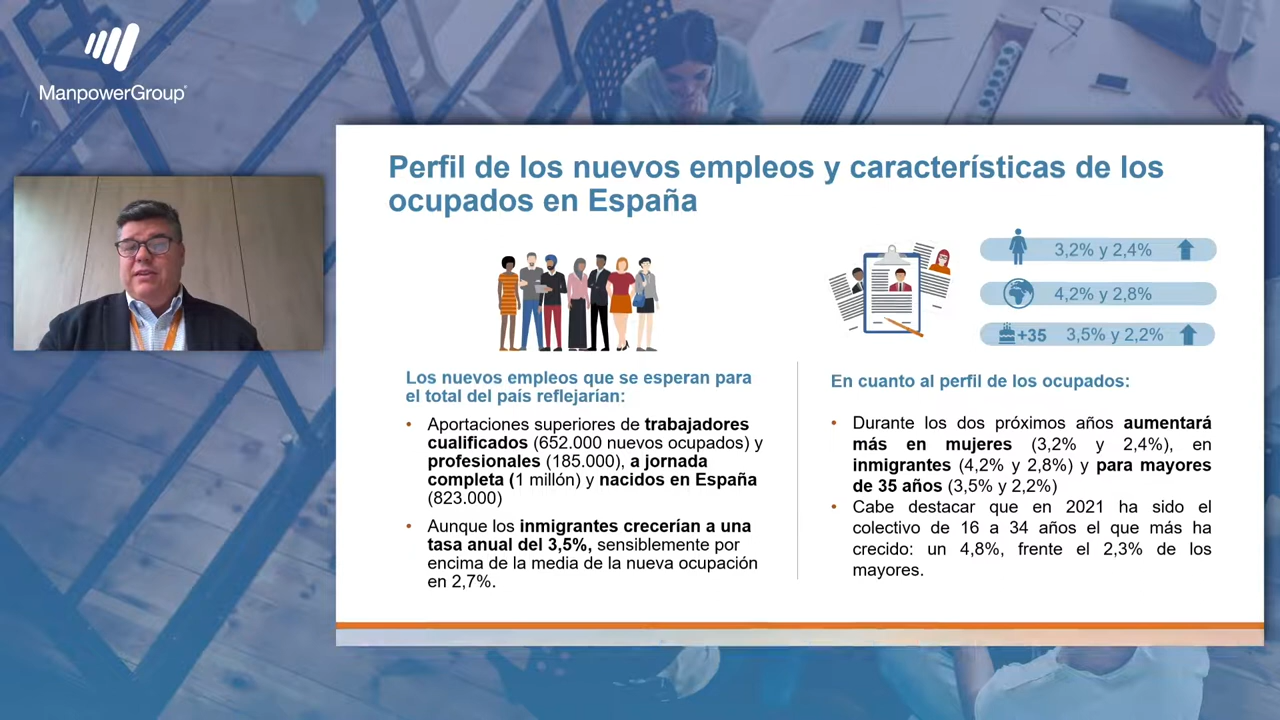 ManpowerGroup
Perfil de los nuevos empleos y características de los
ocupados en España
3,2% y 2,4%
4,2% y 2,8%
+35 3,5% y 2,2%
Los nuevos empleos que se esperan para
el total del país reflejarían:
• Aportaciones superiores de trabajadores
cualificados (652.000 nuevos ocupados) y
profesionales (185.000), a jornada
completa (1 millón) y nacidos en España
(823.000)
• Aunque los inmigrantes crecerían a una
tasa anual del 3,5%, sensiblemente por
encima de la media de la nueva ocupación
en 2,7%.
En cuanto al perfil de los ocupados:
• Durante los dos próximos años aumentará
más en mujeres (3,2% y 2,4%), en
inmigrantes (4,2% y 2,8%) y para mayores
de 35 años (3,5% y 2,2%)
• Cabe destacar que en 2021 ha sido el
colectivo de 16 a 34 años el que más ha
crecido: un 4,8%, frente el 2,3% de los
mayores.